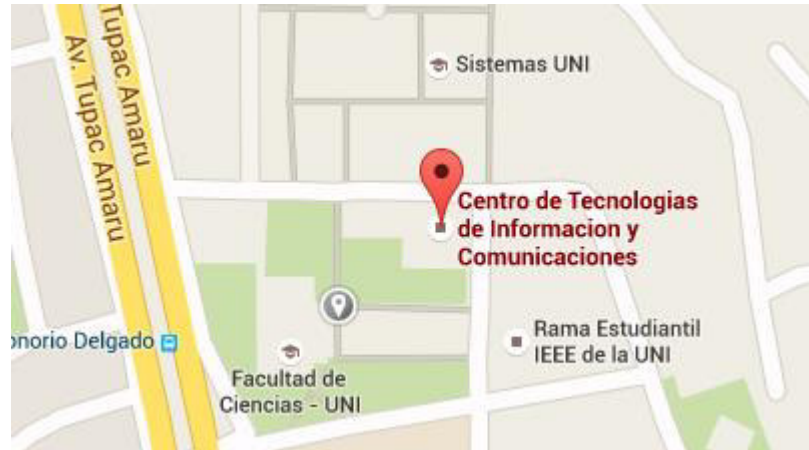 Tupac Amaru
Av. Tupac Amaru
Sistemas UNI
Centro de Tecnologias
de Informacion y
Comunicaciones
onorio Delgado
Rama Estudiantil
IEEE de la UNI
Facultad de
Ciencias - UNI